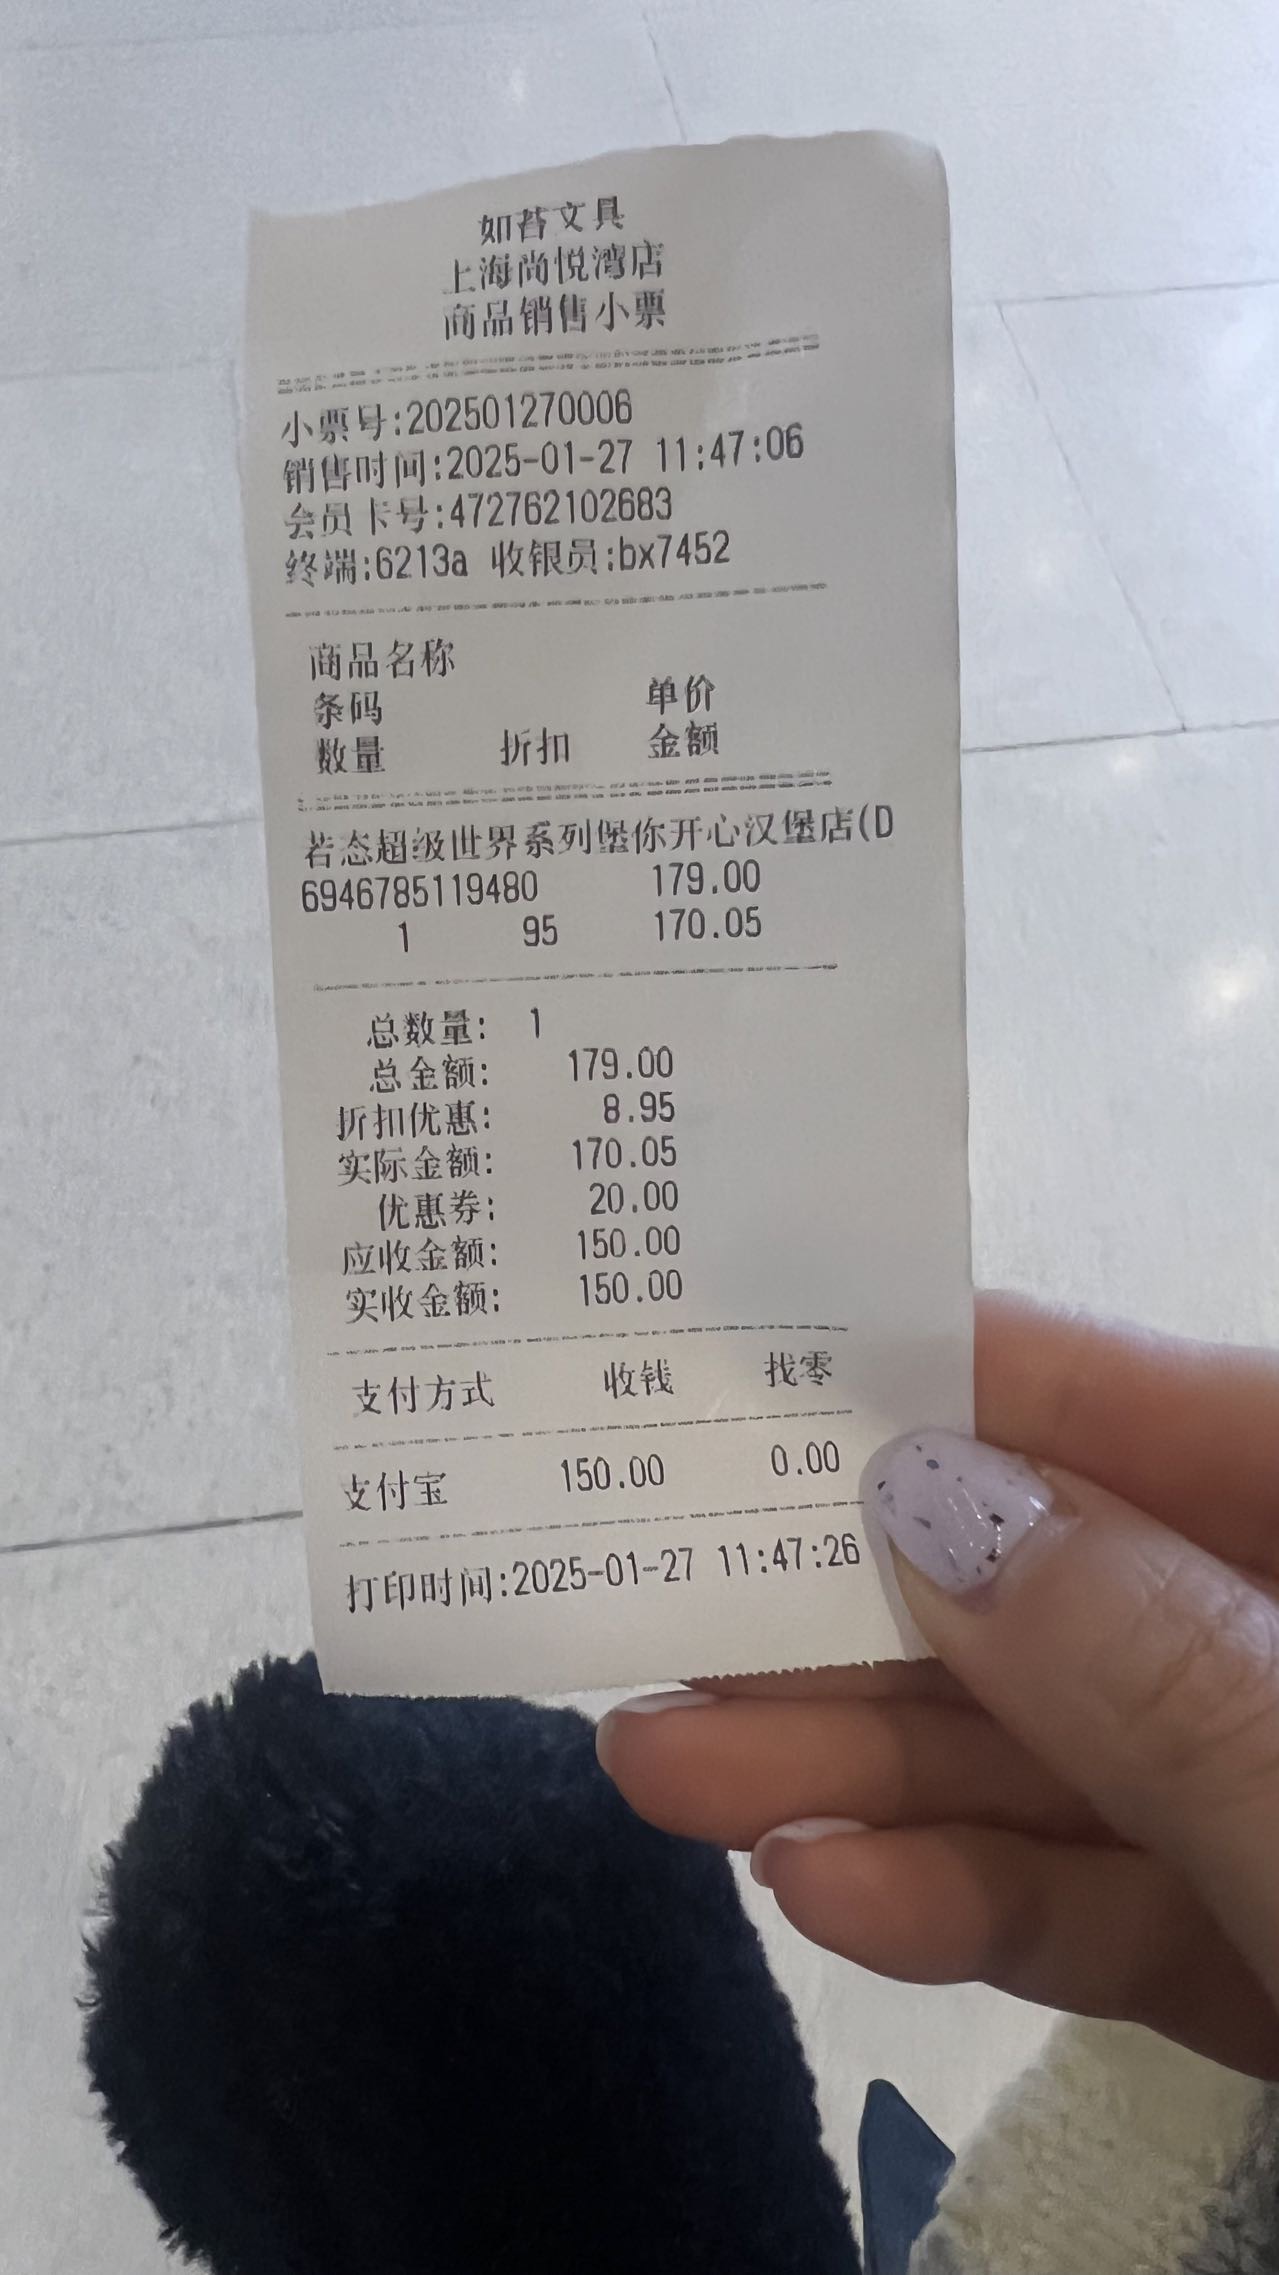 如苔文具
上海尚悦湾店
商品销售小票
小票号:202501270006
销售时间:2025-01-27 11:47:06
会员卡号:472762102683
终端:6213a 收银员:bx7452
商品名称
条码 单价
数量 折扣 金额
若态超级世界系列堡你开心汉堡店(D
6946785119480 179.00
1 95 170.05
总数量: 1
总金额: 179.00
折扣优惠: 8.95
实际金额: 170.05
优惠券: 20.00
应收金额: 150.00
实收金额: 150.00
支付方式 收钱 找零
支付宝 150.00 0.00
打印时间:2025-01-27 11:47:26